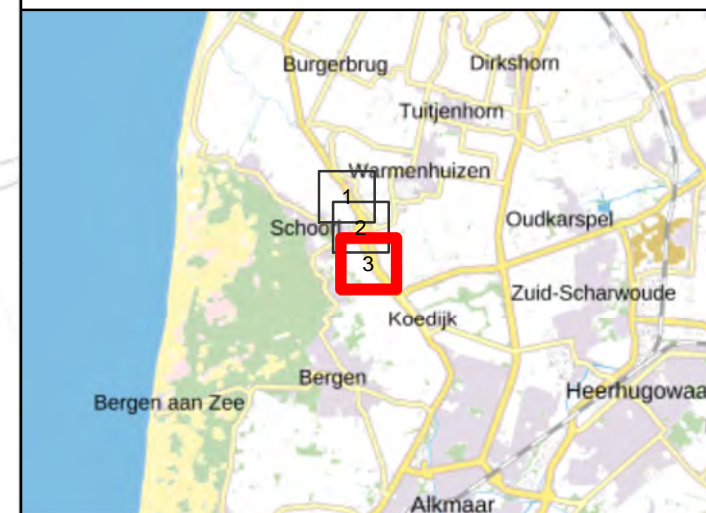 Burgerbrug
Dirkshorn
Tuitjenhorn
Warmenhuizen
1
Oudkarspel
Schoorl
2
3
Zuid-Scharwoude
Koedijk
Bergen
Heerhugowaa
Bergen aan Zee
Alkmaar